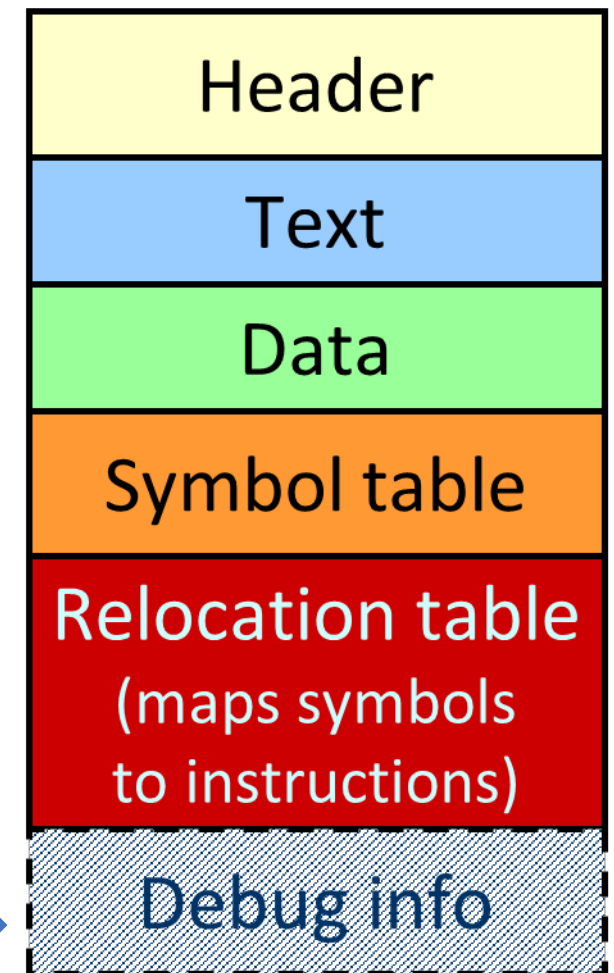 Header
Text
Data
Symbol table
Relocation table
(maps symbols
to instructions)
Debug info